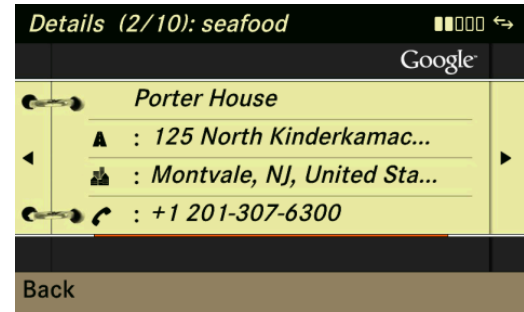 Details (2/10): seafood
Google
Porter House
A : 125 North Kinderkamac...
: Montvale, NJ, United Sta...
: +1 201-307-6300
Back